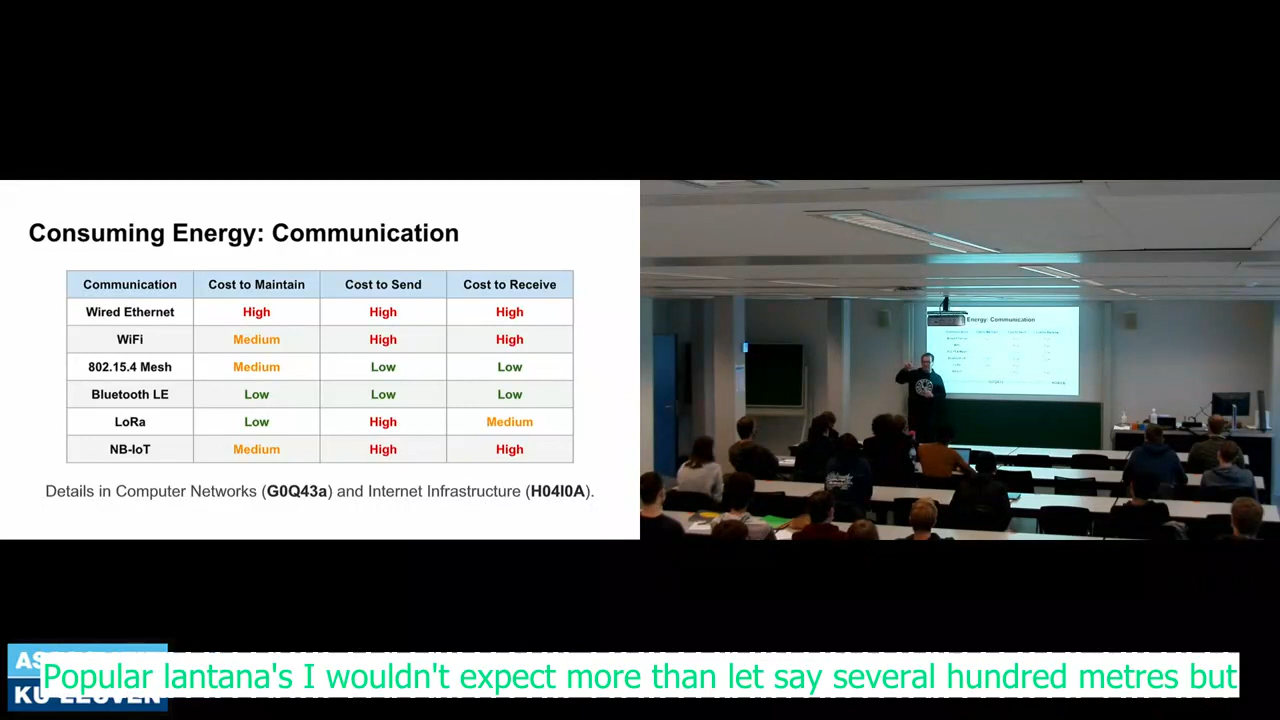 Consuming Energy: Communication
Communication Cost to Maintain Cost to Send Cost to Receive
Wired Ethernet High High High
WiFi Medium High High
802.15.4 Mesh Medium Low Low
Bluetooth LE Low Low Low
LoRa Low High Medium
NB-IoT Medium High High
Details in Computer Networks (G0Q43a) and Internet Infrastructure (H04I0A).
Energy: Communication
Popular lantana's I wouldn't expect more than let say several hundred metres but
KU LEUVEN